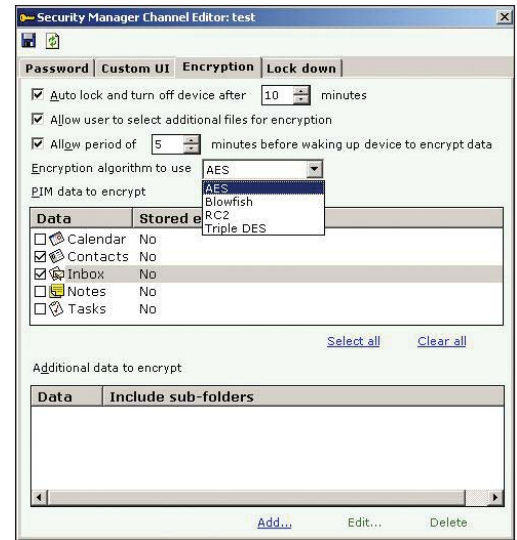 Security Manager Channel Editor: test
Password Custom UI Encryption Lock down
Auto lock and turn off device after 10 minutes
Allow user to select additional files for encryption
Allow period of 5 minutes before waking up device to encrypt data
Encryption algorithm to use AES
AES
Blowfish
RC2
Triple DES
PIM data to encrypt
Data Stored e
Calendar No
Contacts No
Inbox No
Notes No
Tasks No
Select all Clear all
Additional data to encrypt
Data Include sub-folders
Add... Edit... Delete